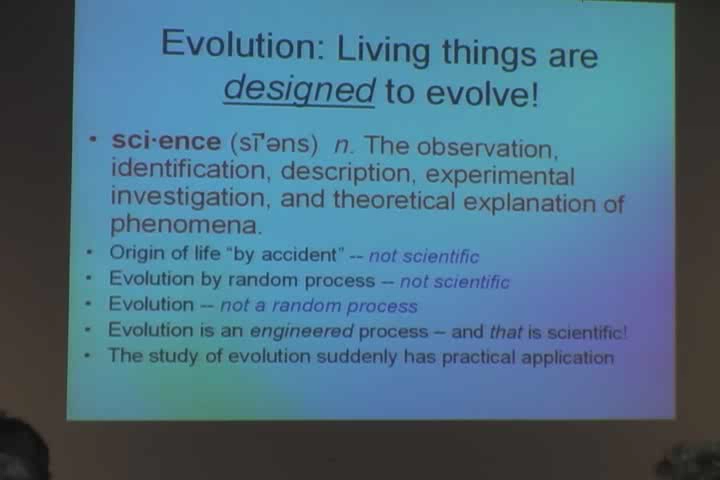 Evolution: Living things are
designed to evolve!
• sci·ence (sī'əns) n. The observation,
identification, description, experimental
investigation, and theoretical explanation of
phenomena.
• Origin of life "by accident" -- not scientific
• Evolution by random process – not scientific
• Evolution -- not a random process
• Evolution is an engineered process – and that is scientific!
• The study of evolution suddenly has practical application